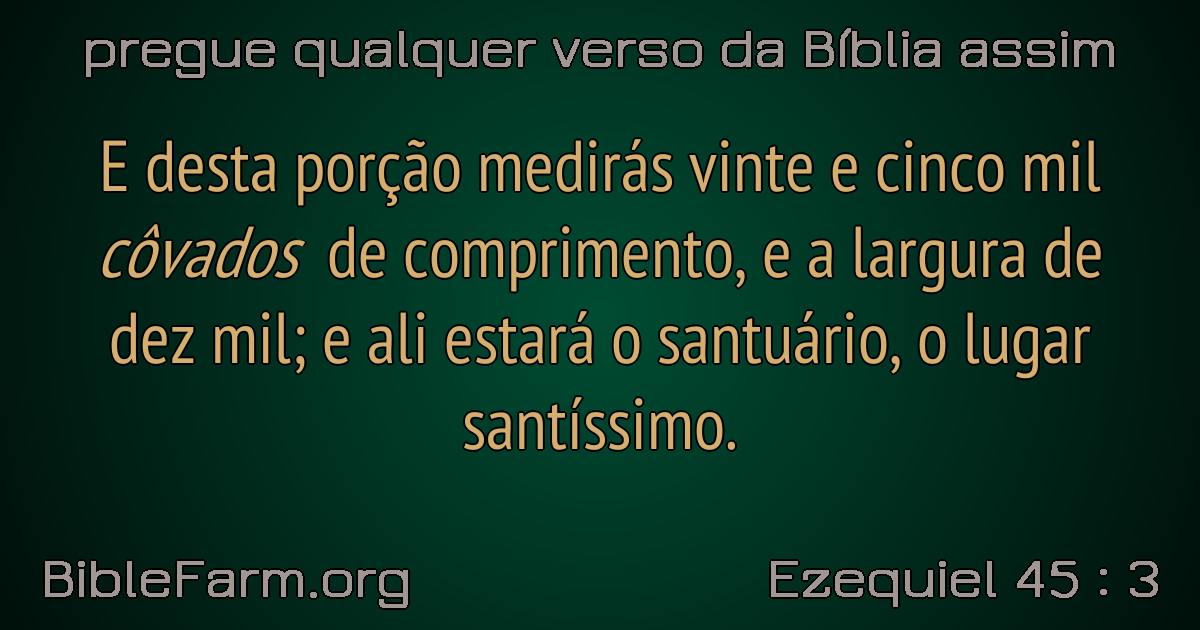 pregue qualquer verso da Bíblia assim
E desta porção medirás vinte e cinco mil
côvados de comprimento, e a largura de
dez mil; e ali estará o santuário, o lugar
santíssimo.
BibleFarm.org
Ezequiel 45 : 3